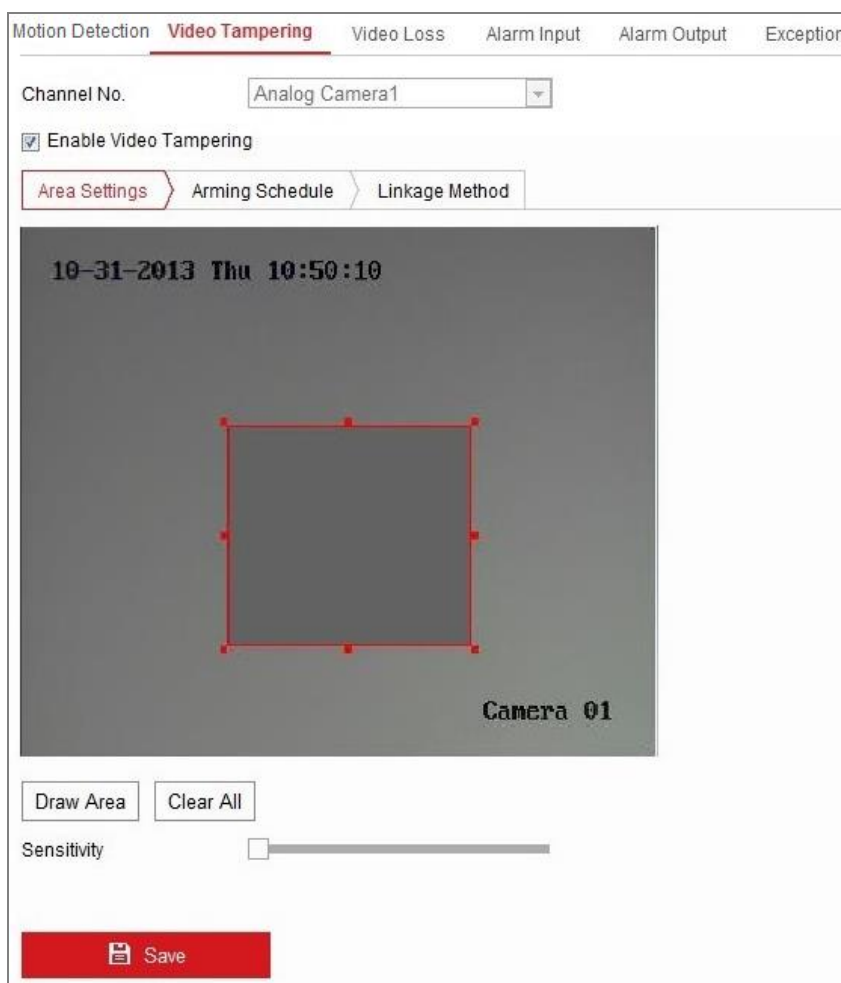 Motion Detection Video Tampering Video Loss Alarm Input Alarm Output Exception
Channel No. Analog Camera1
Enable Video Tampering
Area Settings Arming Schedule Linkage Method
10-31-2013 Thu 10:50:10
Camera 01
Draw Area Clear All
Sensitivity
Save